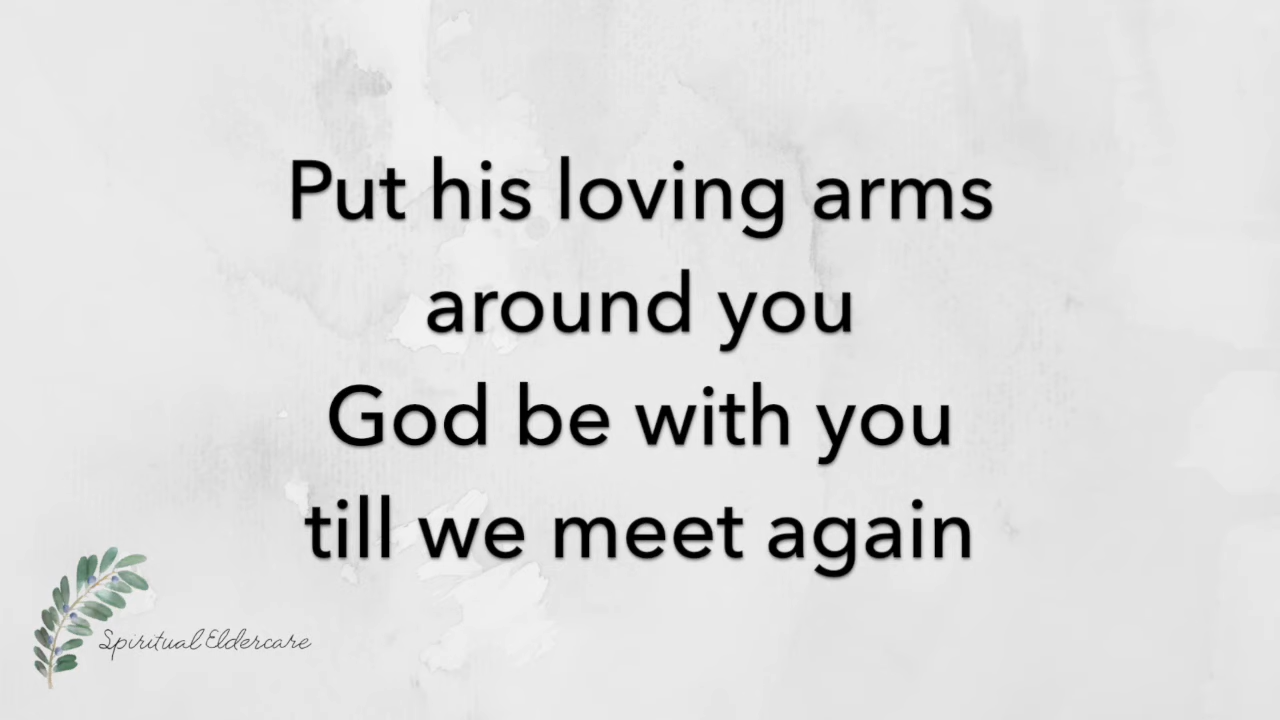 Put his loving arms
around you
God be with you
till we meet again
Spiritual Eldercare